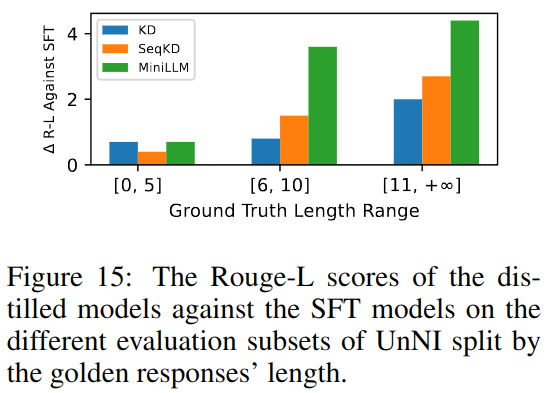 Δ R-L Against SFT
4
2
0
KD
SeqKD
MiniLLM
[0, 5]
[6, 10]
[11, +∞]
Ground Truth Length Range
Figure 15: The Rouge-L scores of the dis-
tilled models against the SFT models on the
different evaluation subsets of UnNI split by
the golden responses’ length.